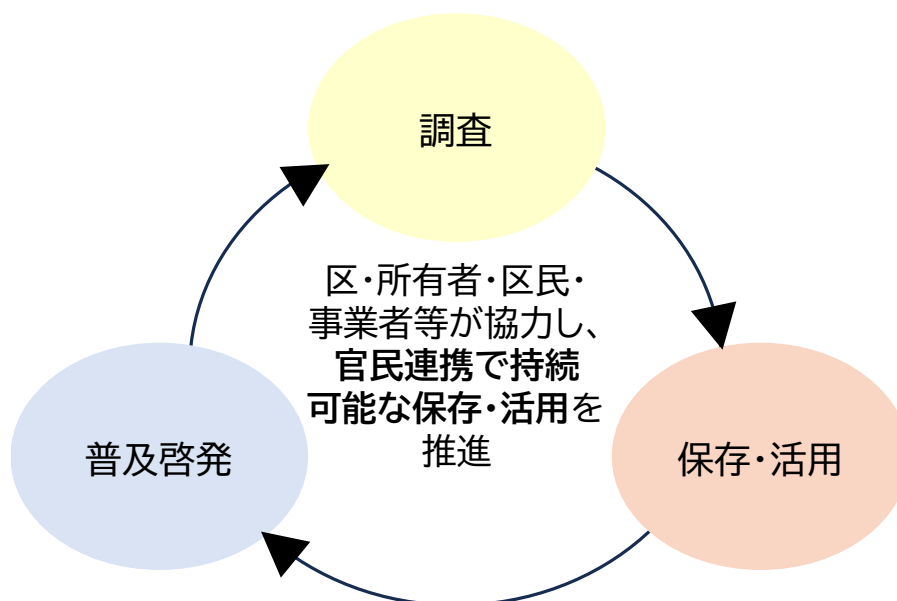 調査
区・所有者・区民・
事業者等が協力し、
官民連携で持続
可能な保存・活用を
推進
普及啓発
保存・活用